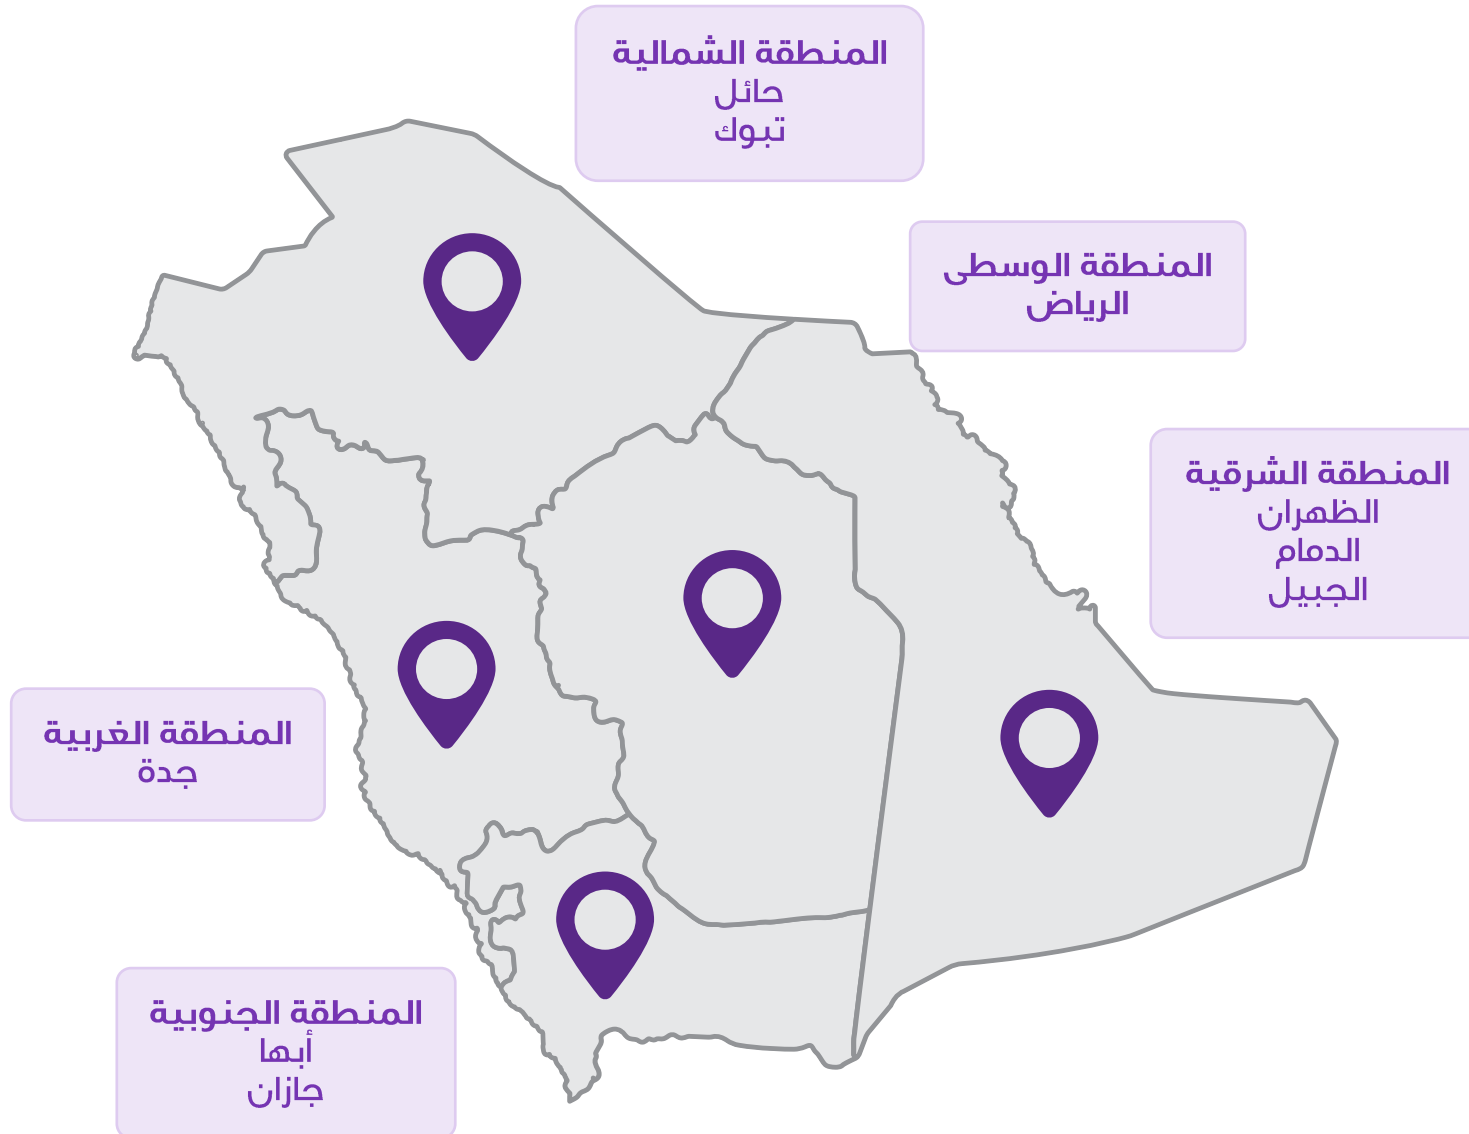 المنطقة الشمالية
حائل
تبوك
المنطقة الوسطى
الرياض
المنطقة الشرقية
الظهران
الدمام
الجبيل
المنطقة الغربية
جدة
المنطقة الجنوبية
أبها
جازان